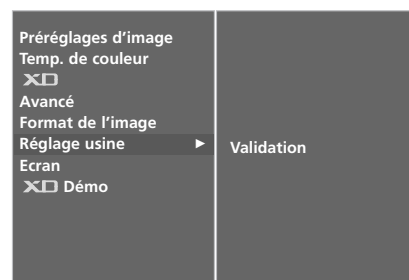 Préréglages d'image
Temp. de couleur
XD
Avancé
Format de l'image
Réglage usine ►
Validation
Ecran
XD Démo